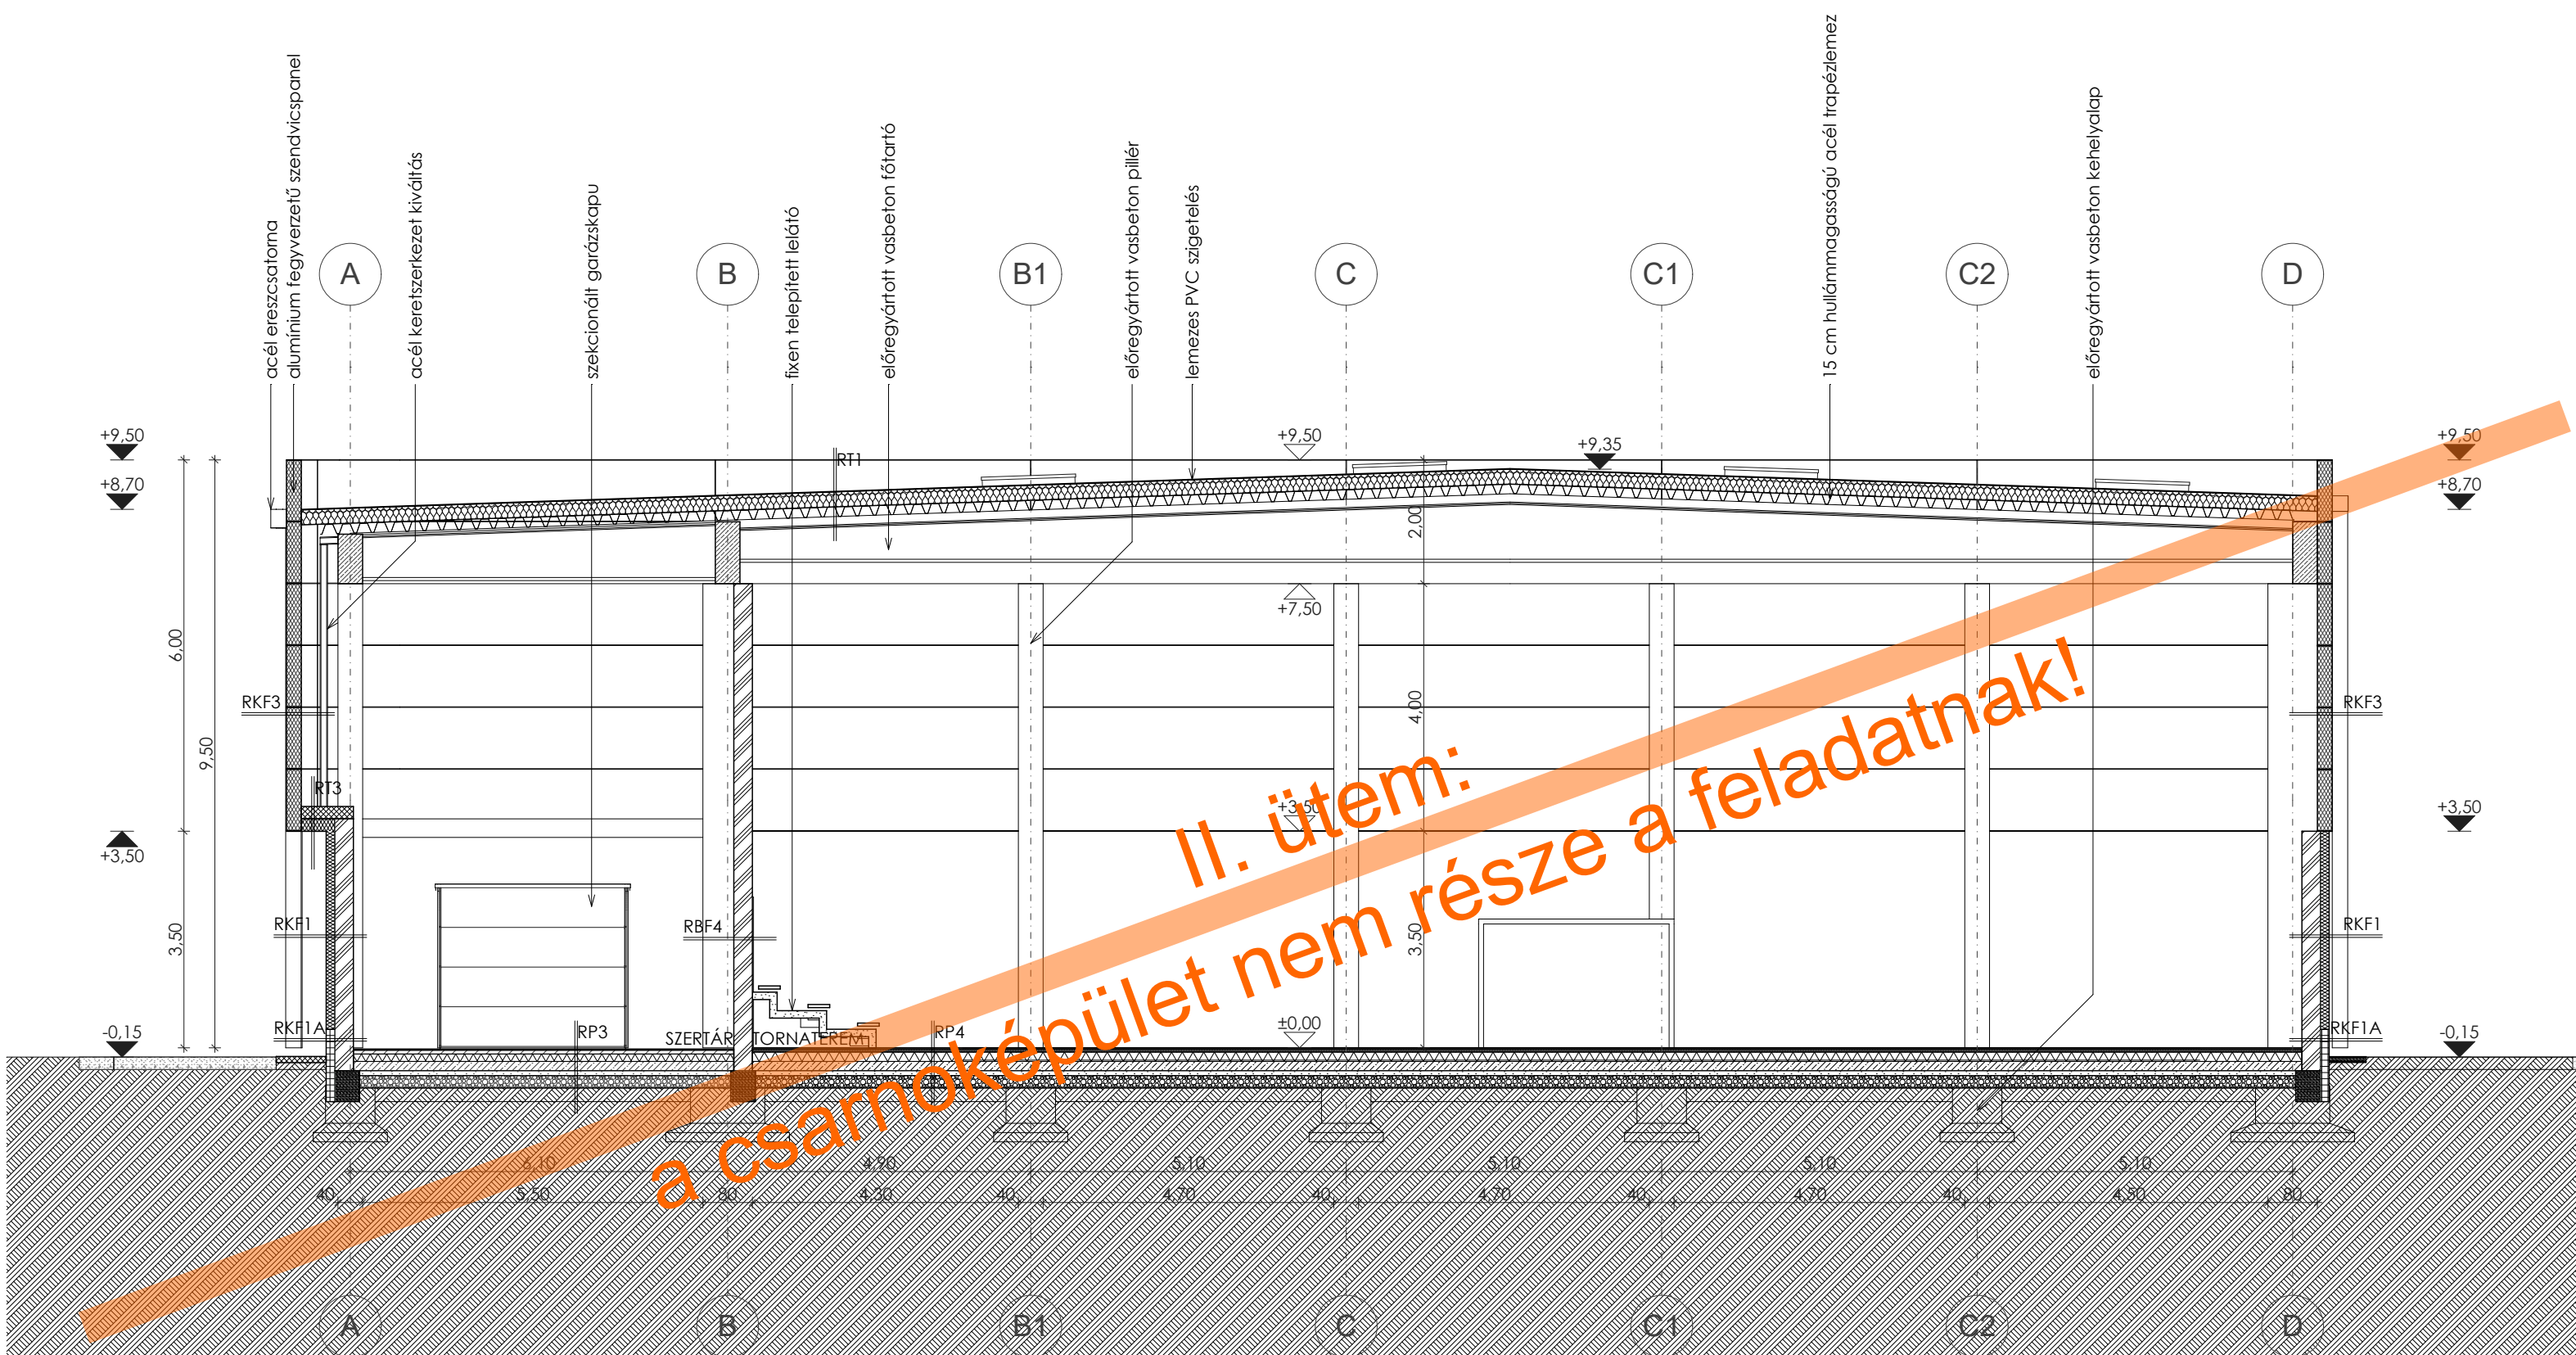 acél ereszcsatorna
alumínium fegyverzetű szendvicspanel
acél keretszerkezet kiváltás
szekcionált garázskapu
fixen telepített lelátó
előregyártott vasbeton főtartó
előregyártott vasbeton pillér
lemezes PVC szigetelés
15 cm hullámmagasságú acél trapézlemez
előregyártott vasbeton kehelyalap
A
B
B1
C
C1
C2
D
+9,50
+9,50
+9,35
+9,50
RT1
+8,70
+8,70
2,00
+7,50
6,00
9,50
4,00
RKF3
RKF3
RT3
+3,50
+3,50
+3,50
3,50
RKF1
RBF4
3,50
RKF1
-0,15
RKF1A
RP3
SZERTÁR
TORNATEREM
RP4
±0,00
RKF1A
-0,15
II. ütem:
a csarnoképület nem része a feladatnak!
6,10
4,90
5,10
5,10
5,10
5,10
40
5,50
80
4,30
40
4,70
40
4,70
40
4,70
40
4,50
80
A
B
B1
C
C1
C2
D